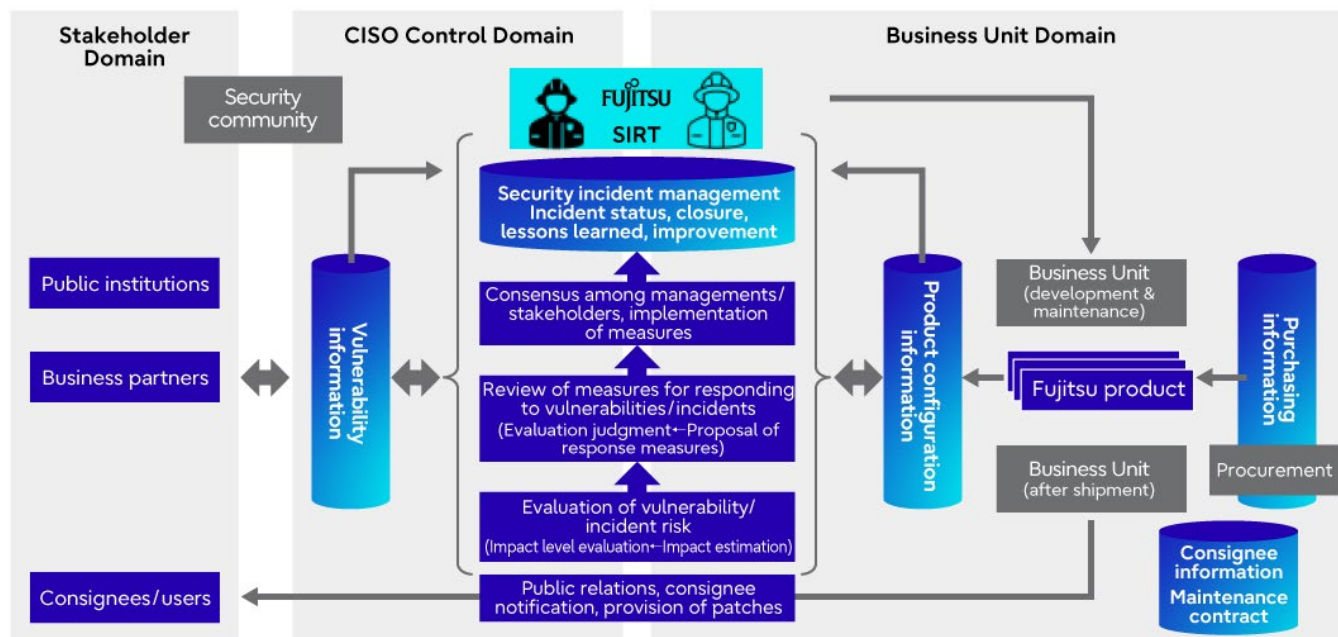 Stakeholder
Domain
CISO Control Domain
Business Unit Domain
Security
community
FUJITSU
SIRT
Security incident management
Incident status, closure,
lessons learned, improvement
Public institutions
Business partners
Consignees/users
Vulnerability
information
Consensus among managements/
stakeholders, implementation
of measures
Review of measures for responding
to vulnerabilities/incidents
(Evaluation judgment←Proposal of
response measures)
Evaluation of vulnerability/
incident risk
(Impact level evaluation←Impact estimation)
Public relations, consignee
notification, provision of patches
Product configuration
information
Business Unit
(development &
maintenance)
Fujitsu product
Business Unit
(after shipment)
Purchasing
information
Procurement
Consignee
information
Maintenance
contract